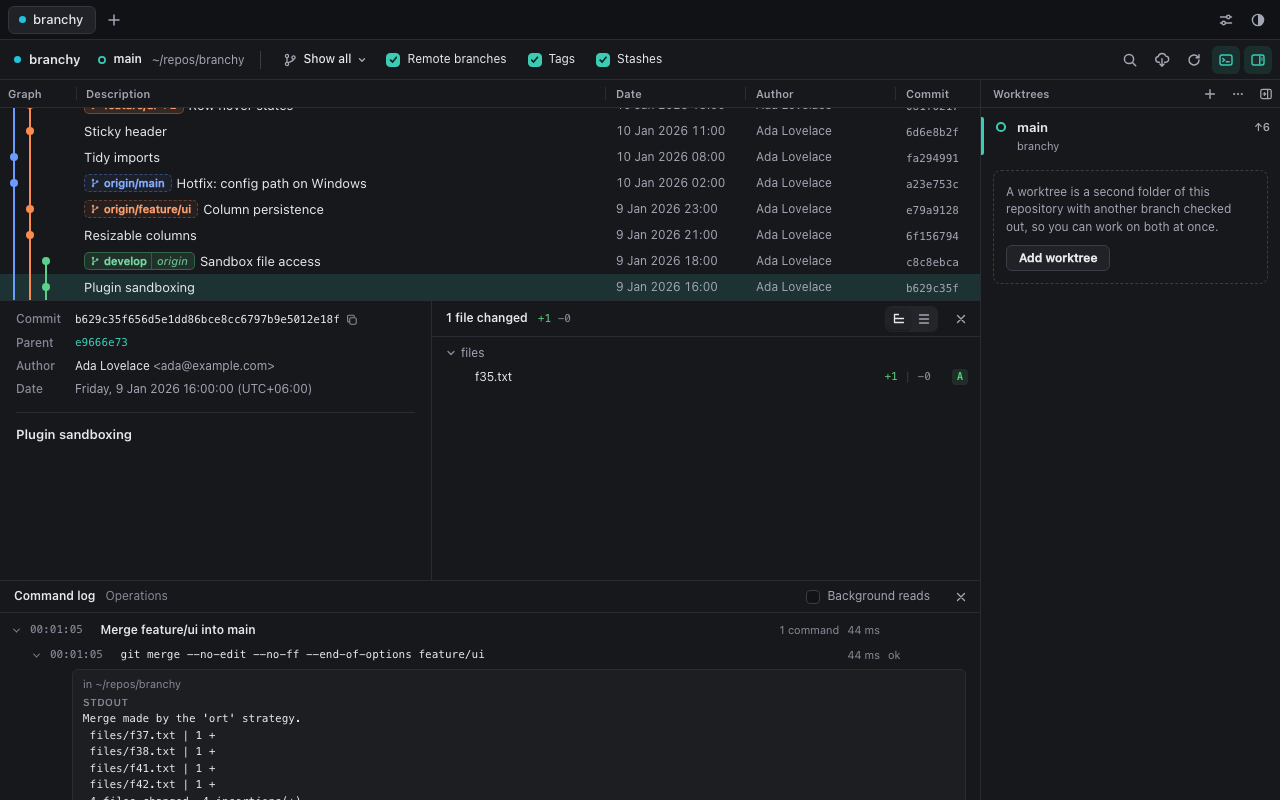 branchy
branchy main ~/repos/branchy Show all Remote branches Tags Stashes
Graph Description Date Author Commit Worktrees
Sticky header 10 Jan 2026 11:00 Ada Lovelace 6d6e8b2f
Tidy imports 10 Jan 2026 08:00 Ada Lovelace fa294991
origin/main Hotfix: config path on Windows 10 Jan 2026 02:00 Ada Lovelace a23e753c
origin/feature/ui Column persistence 9 Jan 2026 23:00 Ada Lovelace e79a9128
Resizable columns 9 Jan 2026 21:00 Ada Lovelace 6f156794
develop origin Sandbox file access 9 Jan 2026 18:00 Ada Lovelace c8c8ebca
Plugin sandboxing 9 Jan 2026 16:00 Ada Lovelace b629c35f
main ↑6
branchy
A worktree is a second folder of this
repository with another branch checked
out, so you can work on both at once.
Add worktree
Commit b629c35f656d5e1dd86bce8cc6797b9e5012e18f
Parent e9666e73
Author Ada Lovelace <ada@example.com>
Date Friday, 9 Jan 2026 16:00:00 (UTC+06:00)
Plugin sandboxing
1 file changed +1 −0
files
f35.txt +1 | −0 A
Command log Operations Background reads
00:01:05 Merge feature/ui into main 1 command 44 ms
00:01:05 git merge --no-edit --no-ff --end-of-options feature/ui 44 ms ok
in ~/repos/branchy
STDOUT
Merge made by the 'ort' strategy.
files/f37.txt | 1 +
files/f38.txt | 1 +
files/f41.txt | 1 +
files/f42.txt | 1 +